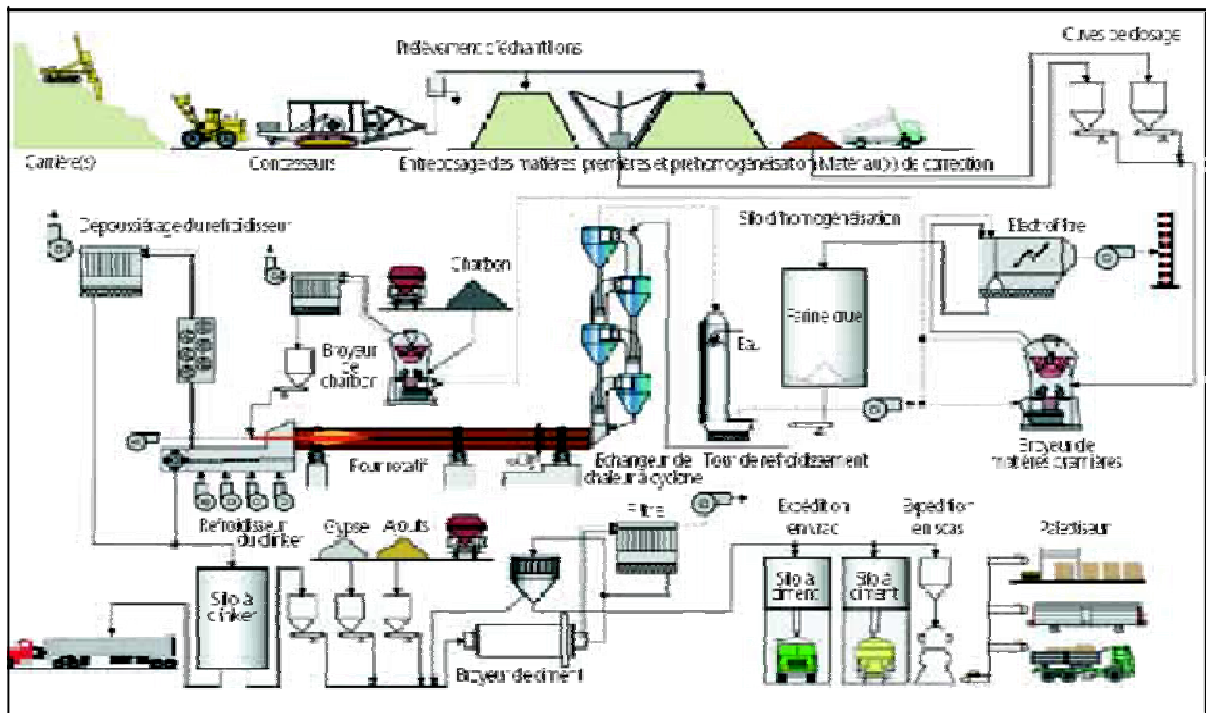 Prélèvement d'échantillons
Cuves de dosage
Carrière(s)
Concasseurs
Entreposage des matières premières et préhomogénéisation
(Matériau(x) de correction
Dépoussiérage du refroidisseur
Charbon
Silo d'homogénéisation
Electrofiltre
Broyeur
de
charbon
Eau
Farine crue
Four rotatif
Echangeur de
chaleur à cyclone
Tour de refroidissement
Broyeur de
matières premières
Refroidisseur
du clinker
Gypse
Ajouts
Filtre
Expédition
en vrac
Expédition
en sacs
Palettiseur
Silo à
clinker
Silo à
ciment
Silo à
ciment
Broyeur de ciment